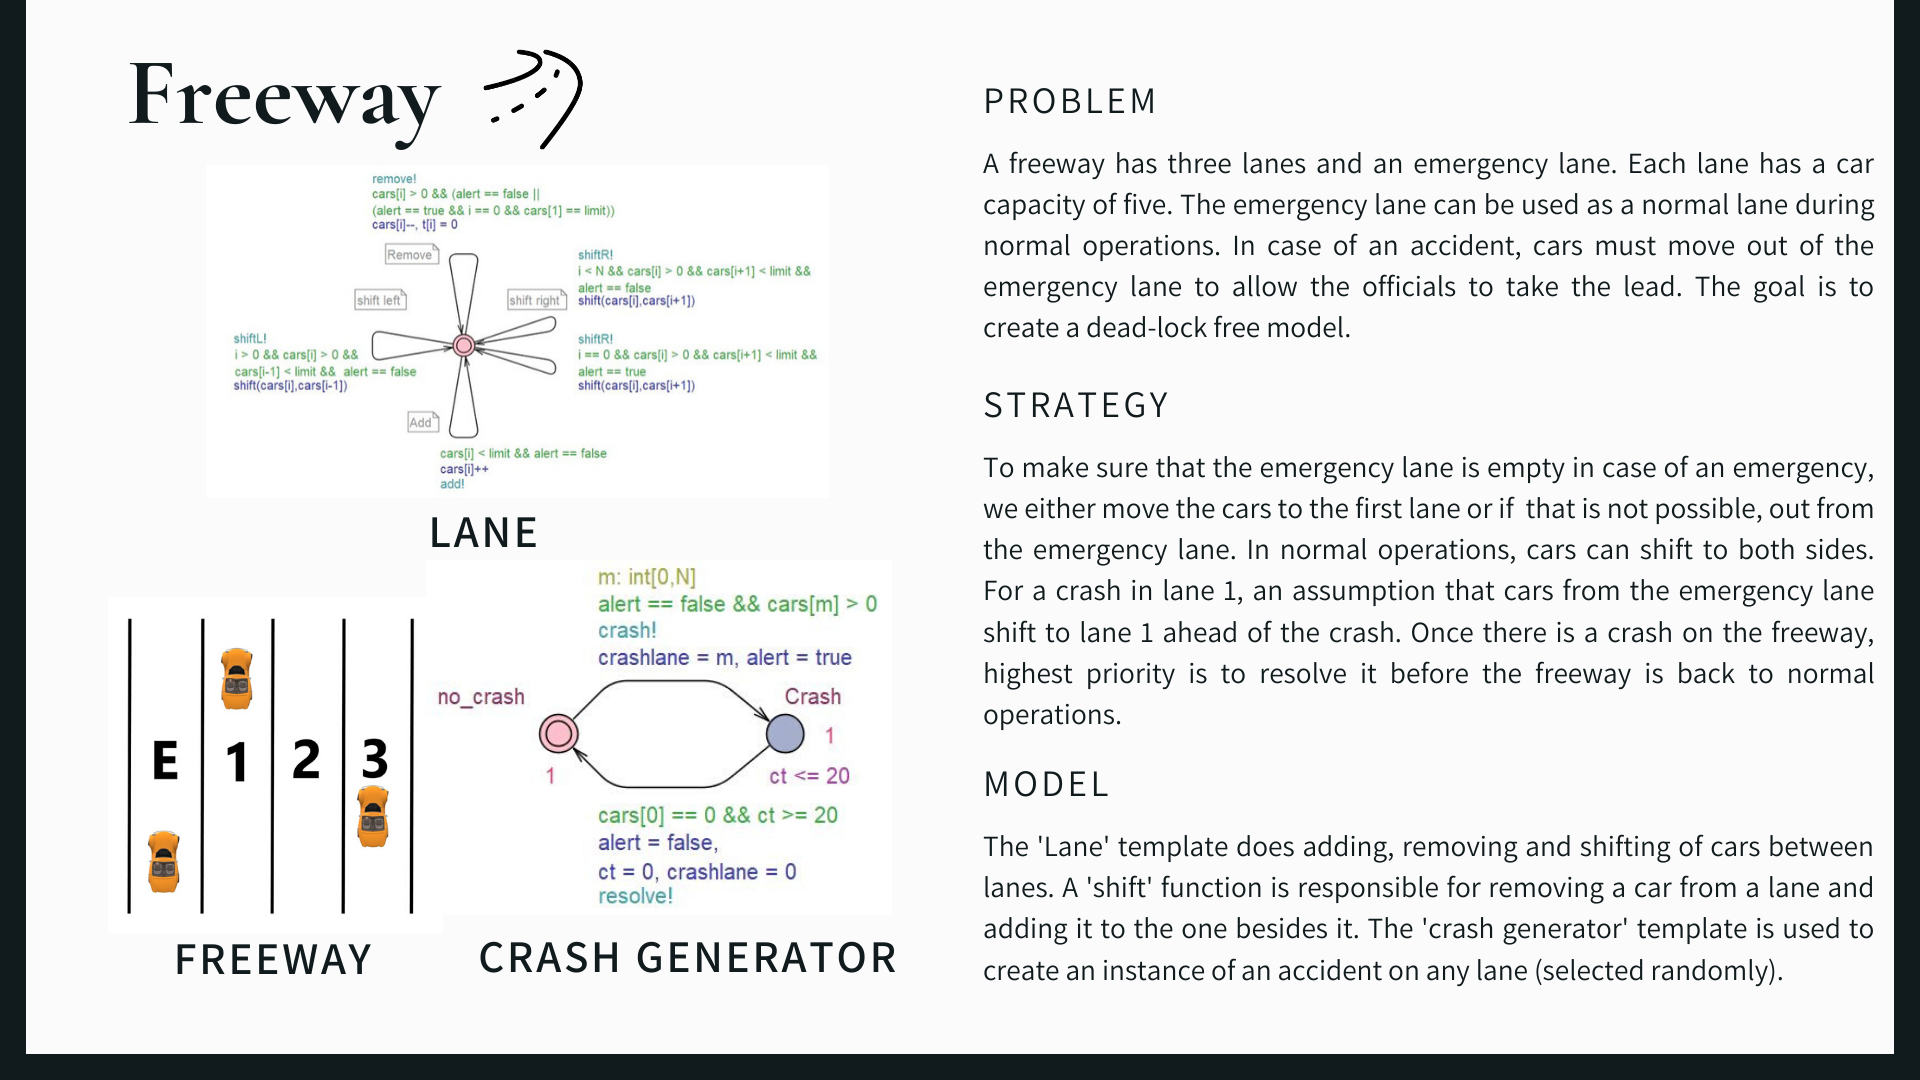 Freeway
remove!
cars[i] > 0 && (alert == false ||
(alert == true && i == 0 && cars[1] == limit))
cars[i]--, t[i] = 0
Remove
shift left
shift right
shiftR!
i < N && cars[i] > 0 && cars[i+1] < limit &&
alert == false
shift(cars[i],cars[i+1])
shiftL!
i > 0 && cars[i] > 0 &&
cars[i-1] < limit && alert == false
shift(cars[i],cars[i-1])
shiftR!
i == 0 && cars[i] > 0 && cars[i+1] < limit &&
alert == true
shift(cars[i],cars[i+1])
Add
cars[i] < limit && alert == false
cars[i]++
add!
LANE
E 1 2 3
FREEWAY
m: int[0,N]
alert == false && cars[m] > 0
crash!
crashlane = m, alert = true
no_crash
Crash
1
1
ct <= 20
cars[0] == 0 && ct >= 20
alert = false,
ct = 0, crashlane = 0
resolve!
CRASH GENERATOR
PROBLEM
A freeway has three lanes and an emergency lane. Each lane has a car
capacity of five. The emergency lane can be used as a normal lane during
normal operations. In case of an accident, cars must move out of the
emergency lane to allow the officials to take the lead. The goal is to
create a dead-lock free model.
STRATEGY
To make sure that the emergency lane is empty in case of an emergency,
we either move the cars to the first lane or if that is not possible, out from
the emergency lane. In normal operations, cars can shift to both sides.
For a crash in lane 1, an assumption that cars from the emergency lane
shift to lane 1 ahead of the crash. Once there is a crash on the freeway,
highest priority is to resolve it before the freeway is back to normal
operations.
MODEL
The 'Lane' template does adding, removing and shifting of cars between
lanes. A 'shift' function is responsible for removing a car from a lane and
adding it to the one besides it. The 'crash generator' template is used to
create an instance of an accident on any lane (selected randomly).